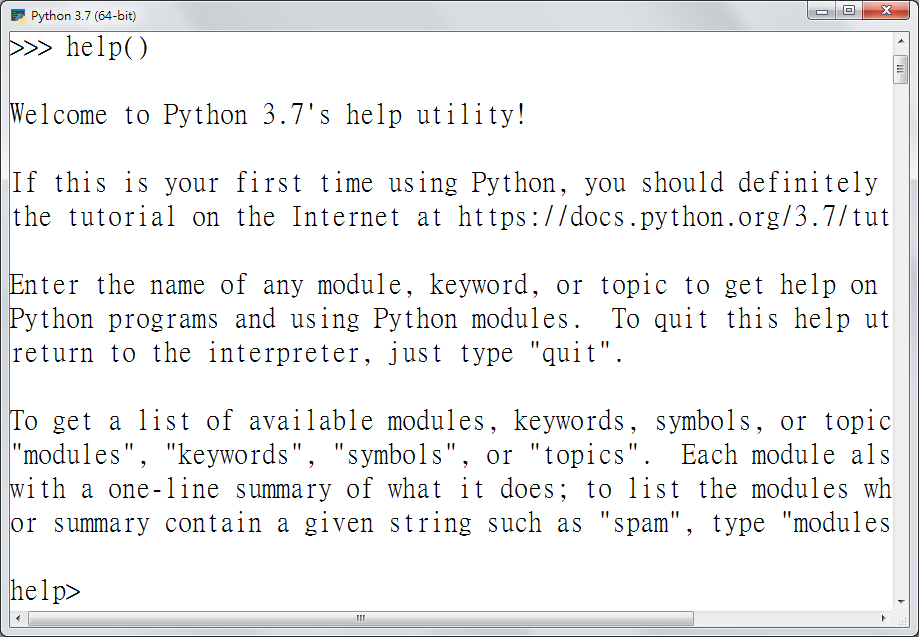 Python 3.7 (64-bit)
>>> help()
Welcome to Python 3.7's help utility!
If this is your first time using Python, you should definitely
the tutorial on the Internet at https://docs.python.org/3.7/tut
Enter the name of any module, keyword, or topic to get help on
Python programs and using Python modules.  To quit this help ut
return to the interpreter, just type "quit".
To get a list of available modules, keywords, symbols, or topic
"modules", "keywords", "symbols", or "topics".  Each module als
with a one-line summary of what it does; to list the modules wh
or summary contain a given string such as "spam", type "modules
help>